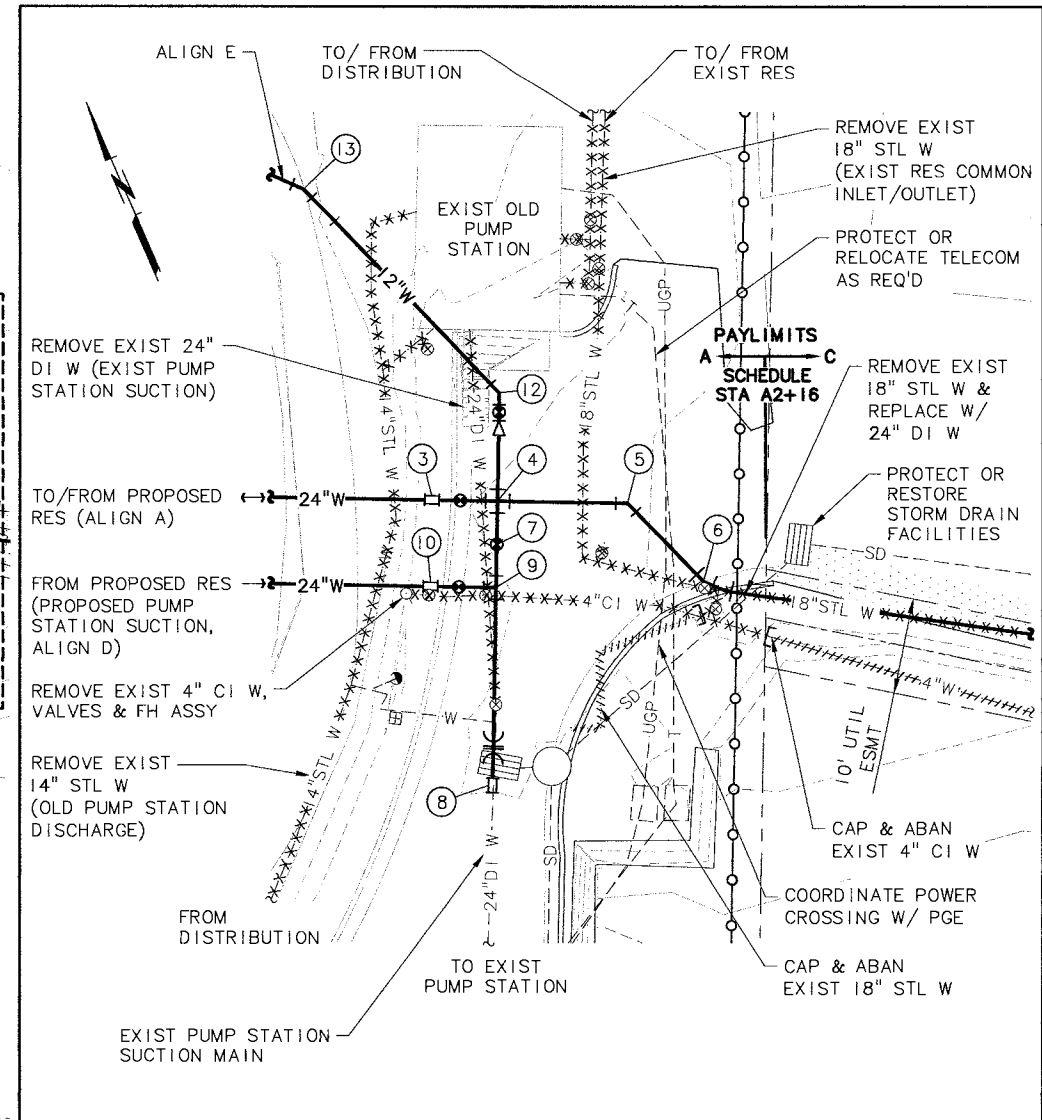 ALIGN E
TO/ FROM
DISTRIBUTION
TO/ FROM
EXIST RES
13
REMOVE EXIST
18" STL W
(EXIST RES COMMON
INLET/OUTLET)
EXIST OLD
PUMP
STATION
PROTECT OR
RELOCATE TELECOM
AS REQ'D
12"W
T
UGP
PAYLIMITS
A
C
SCHEDULE
STA A2+16
REMOVE EXIST 24"
DI W (EXIST PUMP
STATION SUCTION)
14"STL W
24"DI W
18"STL W
12
REMOVE EXIST
18" STL W &
REPLACE W/
24" DI W
3
4
5
TO/FROM PROPOSED
RES (ALIGN A)
24"W
PROTECT OR
RESTORE
STORM DRAIN
FACILITIES
7
10
9
6
SD
FROM PROPOSED RES
(PROPOSED PUMP
STATION SUCTION,
ALIGN D)
24"W
4"CI W
18"STL W
REMOVE EXIST 4" CI W,
VALVES & FH ASSY
W
SD
UGP
T
4"W
10' UTIL
ESMT
REMOVE EXIST
14" STL W
(OLD PUMP STATION
DISCHARGE)
14"STL W
8
CAP & ABAN
EXIST 4" CI W
24"DI W
SD
COORDINATE POWER
CROSSING W/ PGE
FROM
DISTRIBUTION
TO EXIST
PUMP STATION
CAP & ABAN
EXIST 18" STL W
EXIST PUMP STATION
SUCTION MAIN